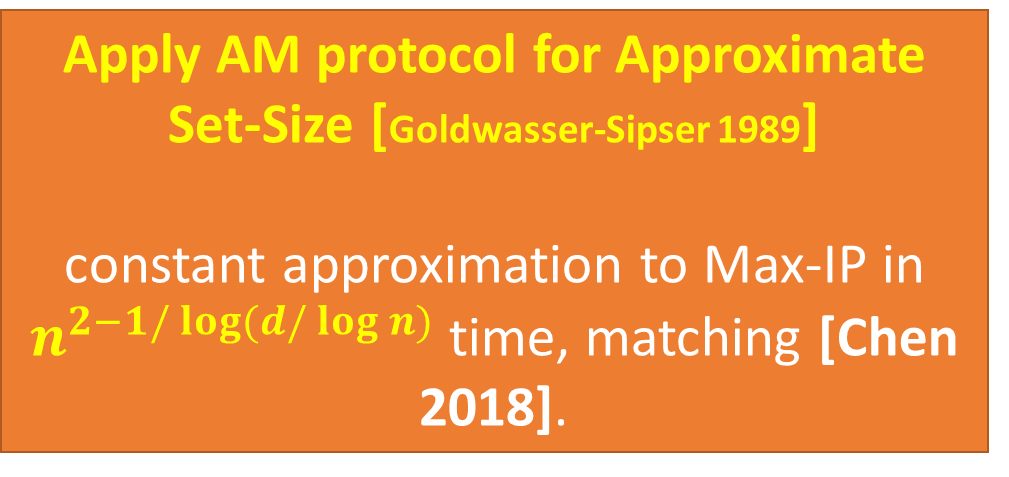 Apply AM protocol for Approximate
Set-Size [Goldwasser-Sipser 1989]
constant approximation to Max-IP in
n^{2−1/ log(d/ log n)} time, matching [Chen
2018].